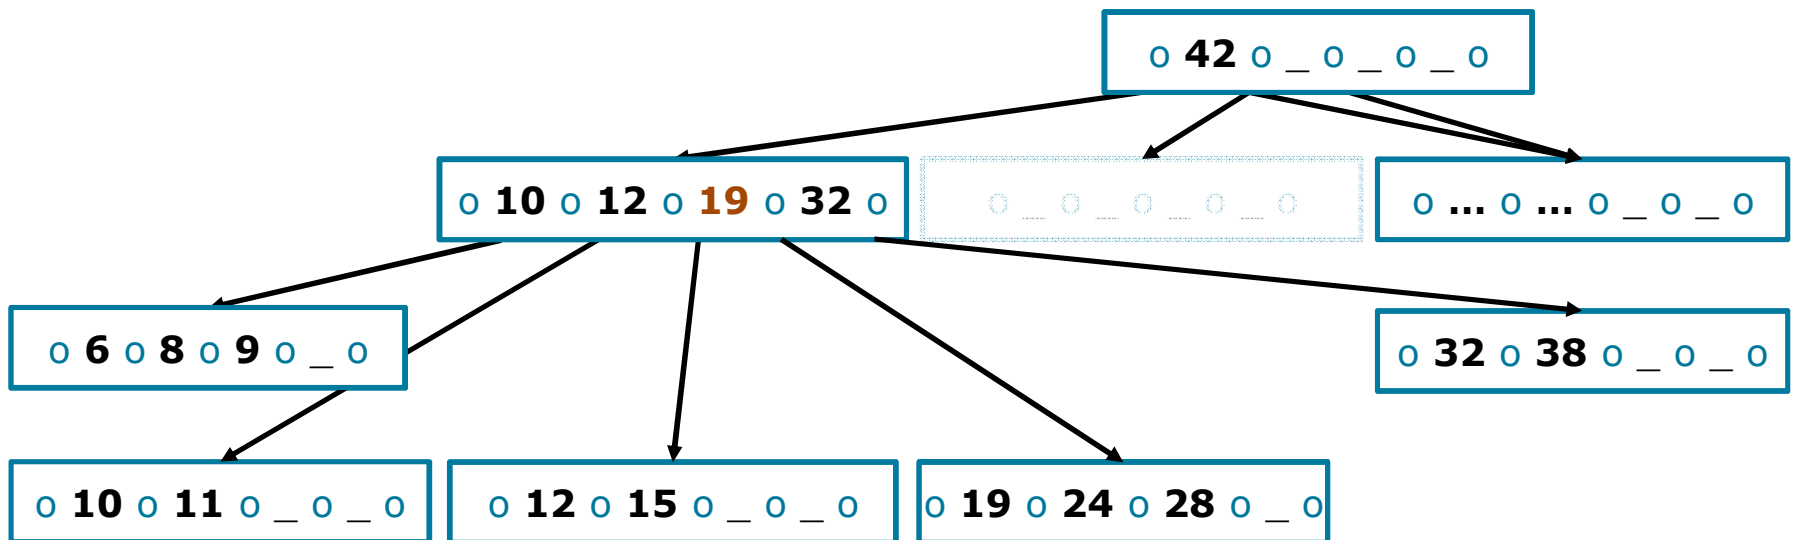 o 42 o _ o _ o _ o
o 10 o 12 o 19 o 32 o
o _ o _ o _ o _ o
o ... o ... o _ o _ o
o 6 o 8 o 9 o _ o
o 32 o 38 o _ o _ o
o 10 o 11 o _ o _ o
o 12 o 15 o _ o _ o
o 19 o 24 o 28 o _ o